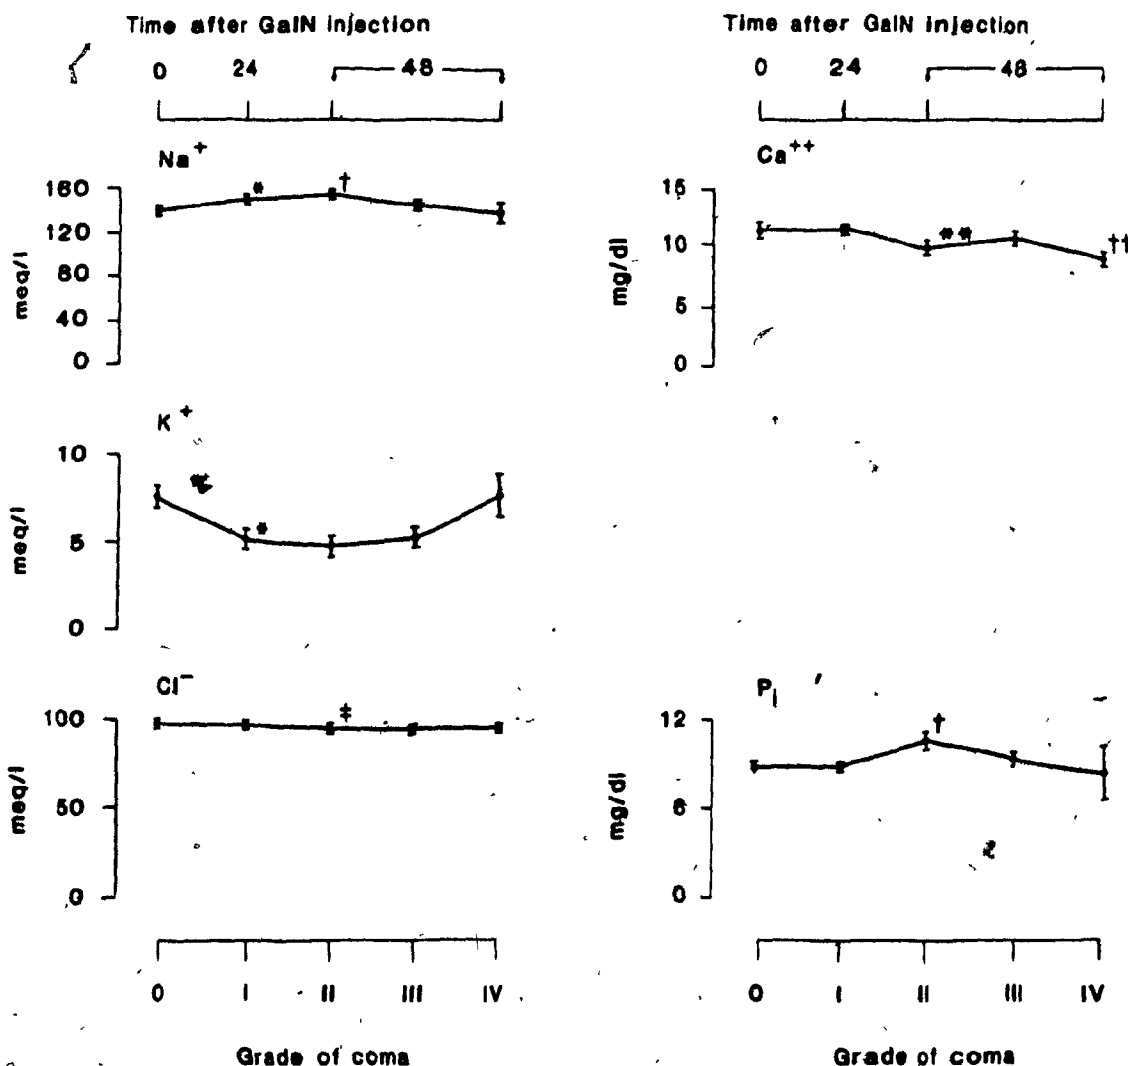 Time after GalN injection
0 24 48
Na+
* †
160
120
80
40
0
meq/l
K+
10
5
0
meq/l
*
Cl-
‡
100
50
0
meq/l
0 I II III IV
Grade of coma
Time after GalN injection
0 24 48
Ca++
** ††
15
10
5
0
mg/dl
Pi
†
12
6
0
mg/dl
0 I II III IV
Grade of coma